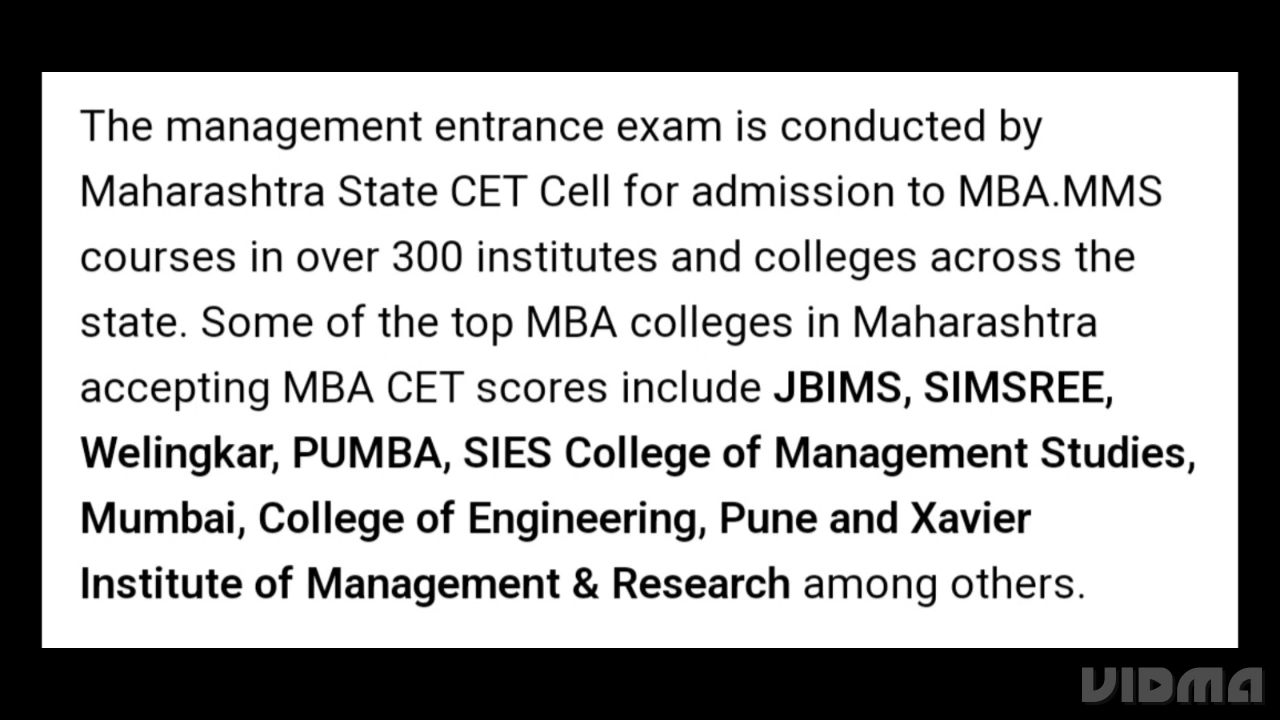 The management entrance exam is conducted by
Maharashtra State CET Cell for admission to MBA.MMS
courses in over 300 institutes and colleges across the
state. Some of the top MBA colleges in Maharashtra
accepting MBA CET scores include JBIMS, SIMSREE,
Welingkar, PUMBA, SIES College of Management Studies,
Mumbai, College of Engineering, Pune and Xavier
Institute of Management & Research among others.
VIDMA